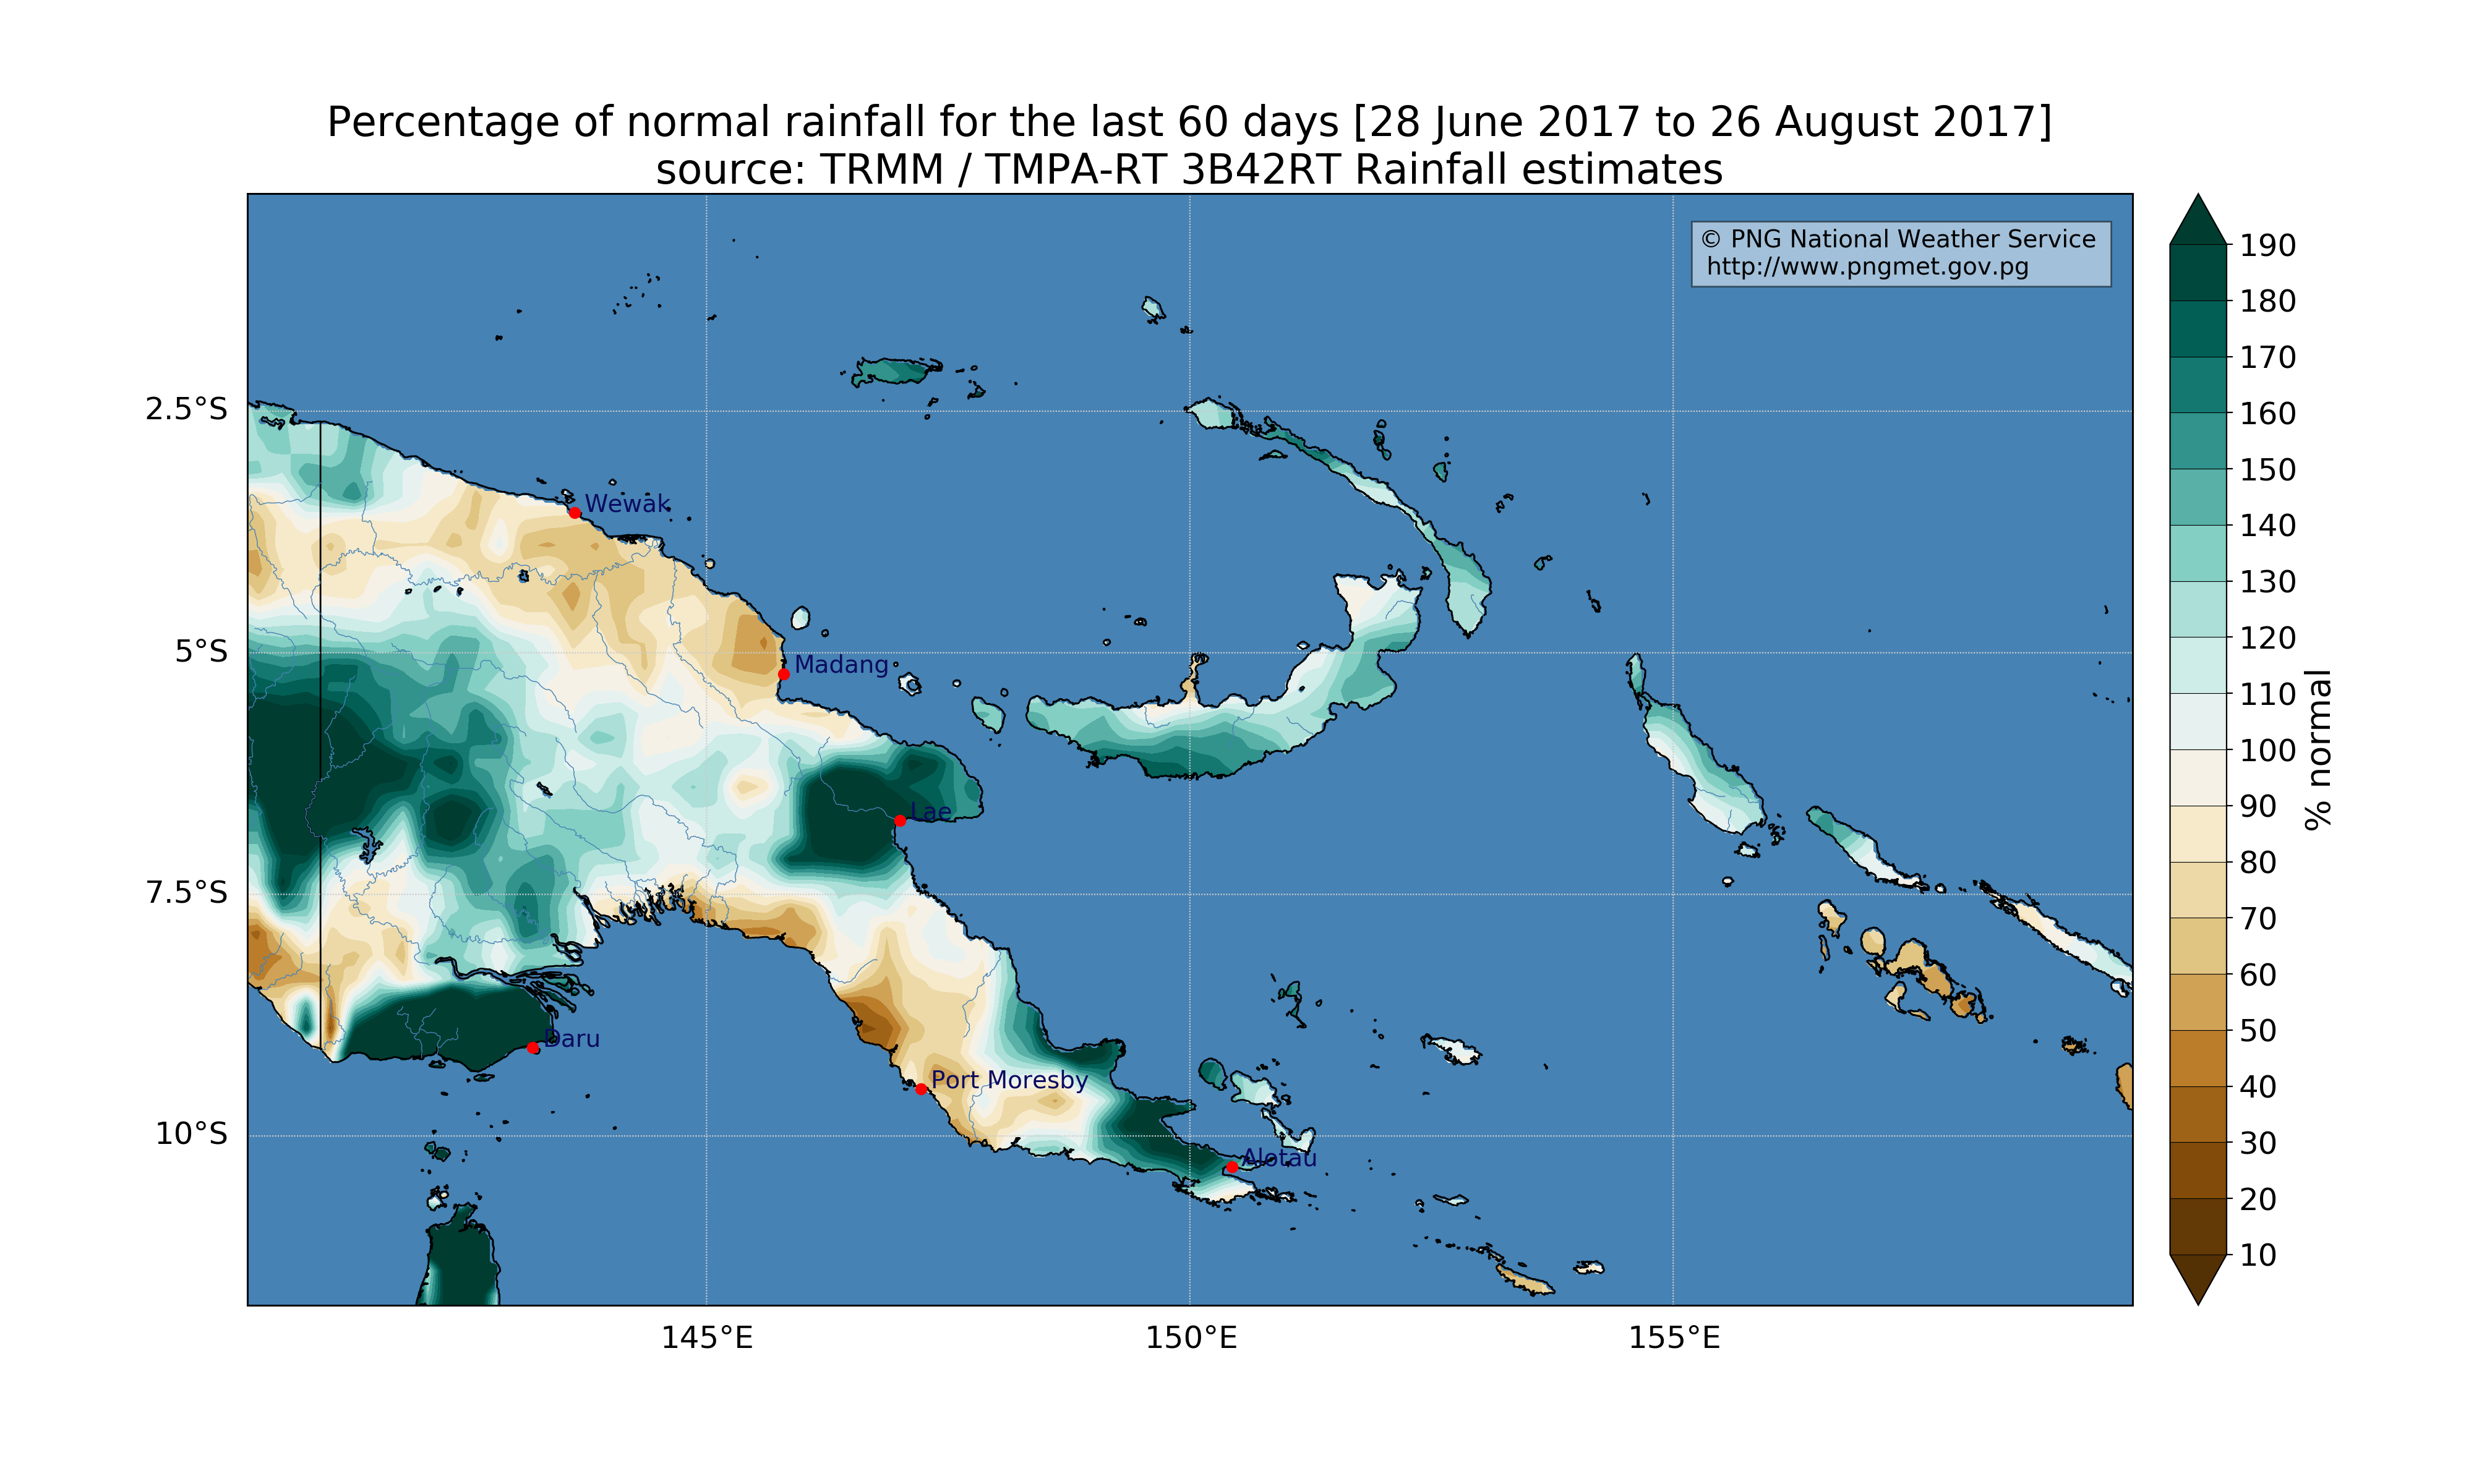 Percentage of normal rainfall for the last 60 days [28 June 2017 to 26 August 2017]
source: TRMM / TMPA-RT 3B42RT Rainfall estimates
© PNG National Weather Service
http://www.pngmet.gov.pg
2.5°S
5°S
7.5°S
10°S
145°E
150°E
155°E
Wewak
Madang
Lae
Daru
Port Moresby
Alotau
190
180
170
160
150
140
130
120
110
100
90
80
70
60
50
40
30
20
10
% normal